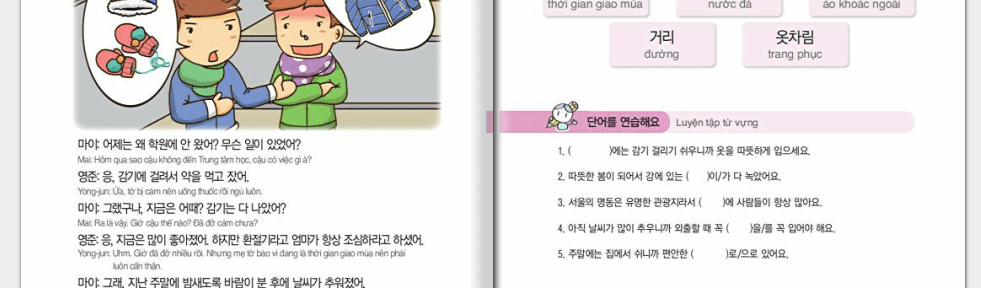 마야: 어제는 왜 학원에 안 왔어? 무슨 일이 있었어?
Mai: Hôm qua sao cậu không đến Trung tâm học, cậu có việc gì à?
영준: 응, 감기에 걸려서 약을 먹고 잤어.
Yong-jun: Ừa, tớ bị cảm nên uống thuốc rồi ngủ luôn.
마야: 그랬구나, 지금은 어때? 감기는 다 나았어?
Mai: Ra là vậy. Giờ cậu thế nào? Đã đỡ cảm chưa?
영준: 응, 지금은 많이 좋아졌어. 하지만 환절기라고 엄마가 항상 조심하라고 하셨어.
Yong-jun: Uhm. Giờ đã đỡ nhiều rồi. Nhưng mẹ tớ bảo vì đang là thời gian giao mùa nên phải
luôn cẩn thận.
마야: 그래, 지난 주말에 밤새도록 바람이 분 후에 날씨가 추워졌어.
thời gian giao mùa
nước đá
áo khoác ngoài
거리
đường
옷차림
trang phục
단어를 연습해요 Luyện tập từ vựng
1. ( )에는 감기 걸리기 쉬우니까 옷을 따뜻하게 입으세요.
2. 따뜻한 봄이 되어서 강에 있는 ( )이/가 다 녹았어요.
3. 서울의 명동은 유명한 관광지라서 ( )에 사람들이 항상 많아요.
4. 아직 날씨가 많이 추우니까 외출할 때 꼭 ( )을/를 꼭 입어야 해요.
5. 주말에는 집에서 쉬니까 편안한 ( )로/으로 있어요.